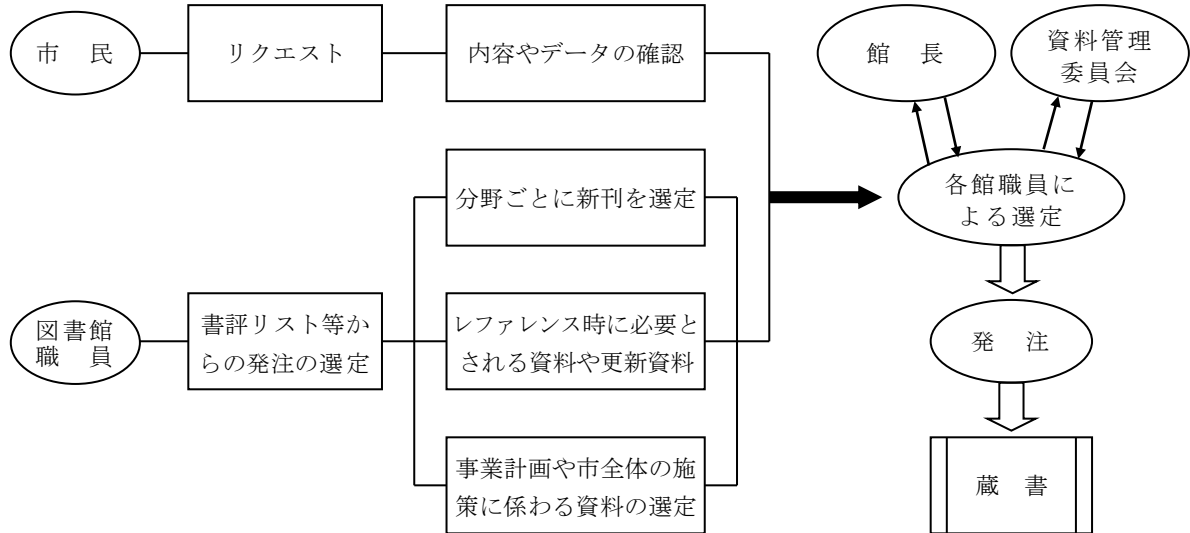 市　民
リクエスト
内容やデータの確認
館　長
資料管理
委員会
分野ごとに新刊を選定
各館職員に
よる選定
図書館
職　員
書評リスト等か
らの発注の選定
レファレンス時に必要と
される資料や更新資料
発　注
事業計画や市全体の施
策に係わる資料の選定
蔵　書